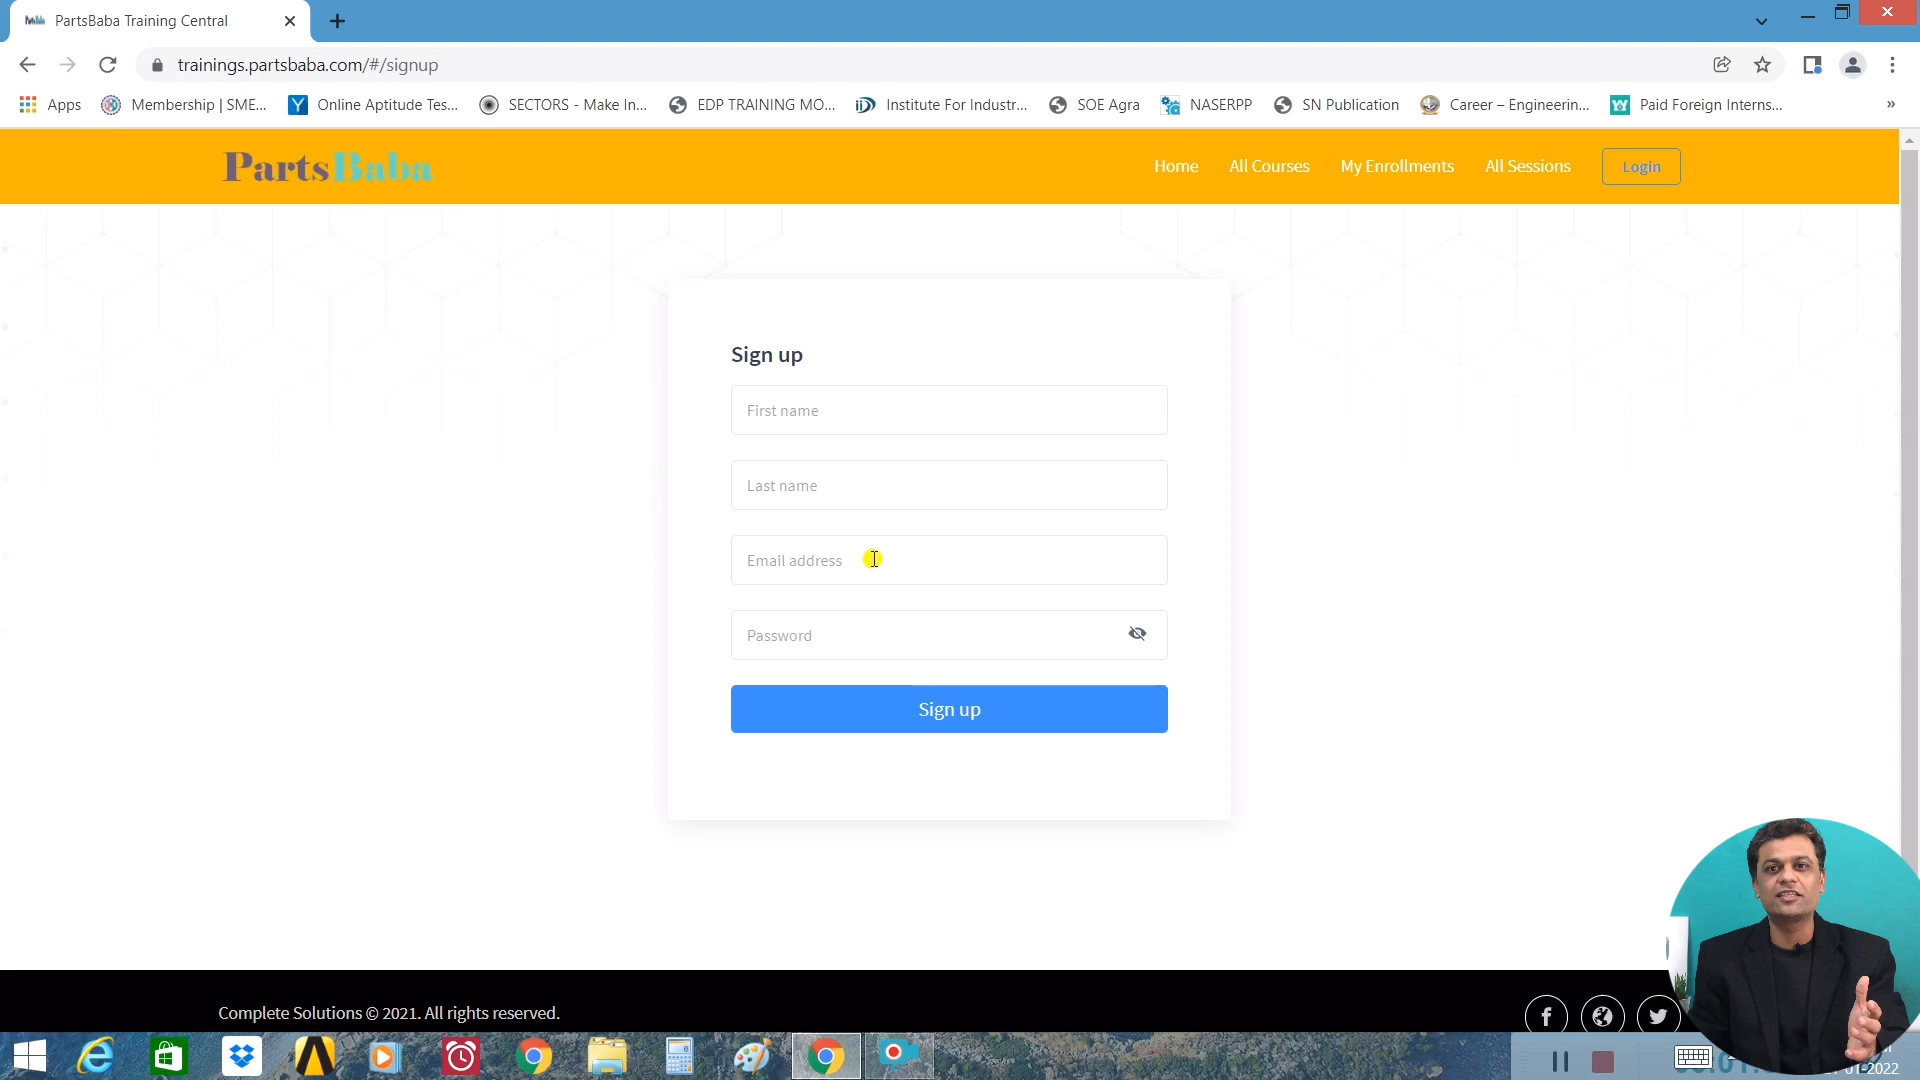 PartsBaba Training Central
trainings.partsbaba.com/#/signup
Apps
Membership | SME...
Online Aptitude Tes...
SECTORS - Make In...
EDP TRAINING MO...
Institute For Industr...
SOE Agra
NASERPP
SN Publication
Career – Engineerin...
Paid Foreign Interns...
»
PartsBaba
Home
All Courses
My Enrollments
All Sessions
Login
Sign up
First name
Last name
Email address
Password
Sign up
Complete Solutions © 2021. All rights reserved.